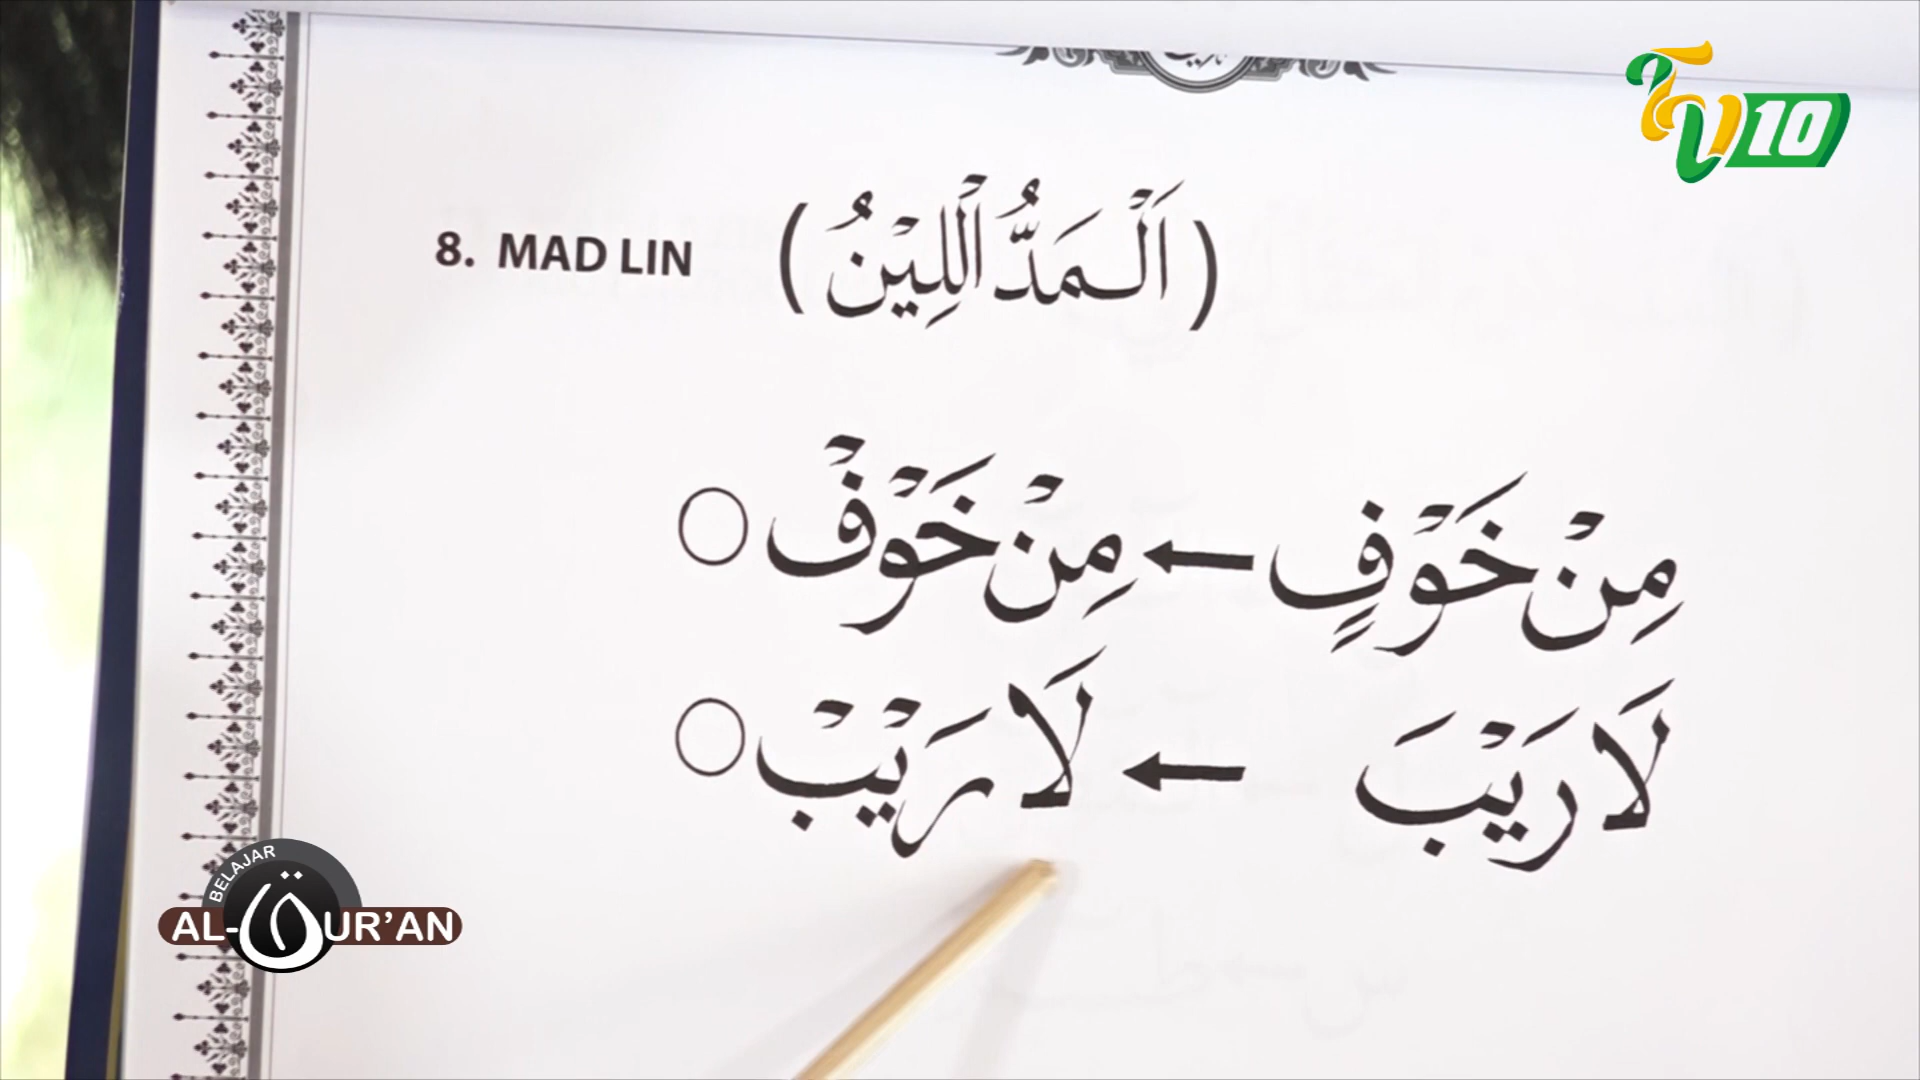 TV10
8. MAD LIN (اَلْمَدُّ اللِّيْنُ)
مِنْ خَوْفٍ ← مِنْ خَوْفْ ○
لَا رَيْبَ ← لَا رَيْبْ ○
BELAJAR
AL-QUR’AN